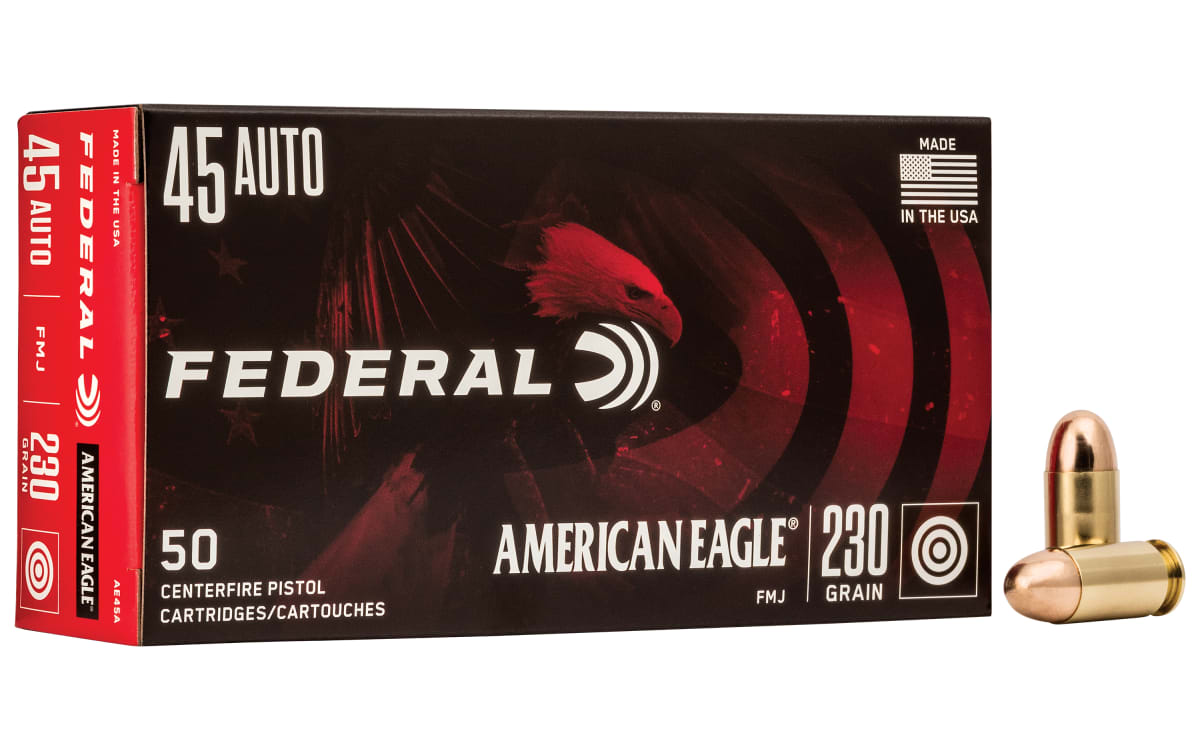 MADE IN THE USA
FEDERAL®
AMERICAN EAGLE®
AE45A
45 AUTO
FMJ
230
GRAIN
45 AUTO
MADE
IN THE USA
FEDERAL®
50
CENTERFIRE PISTOL
CARTRIDGES/CARTOUCHES
AMERICAN EAGLE®
FMJ
230
GRAIN